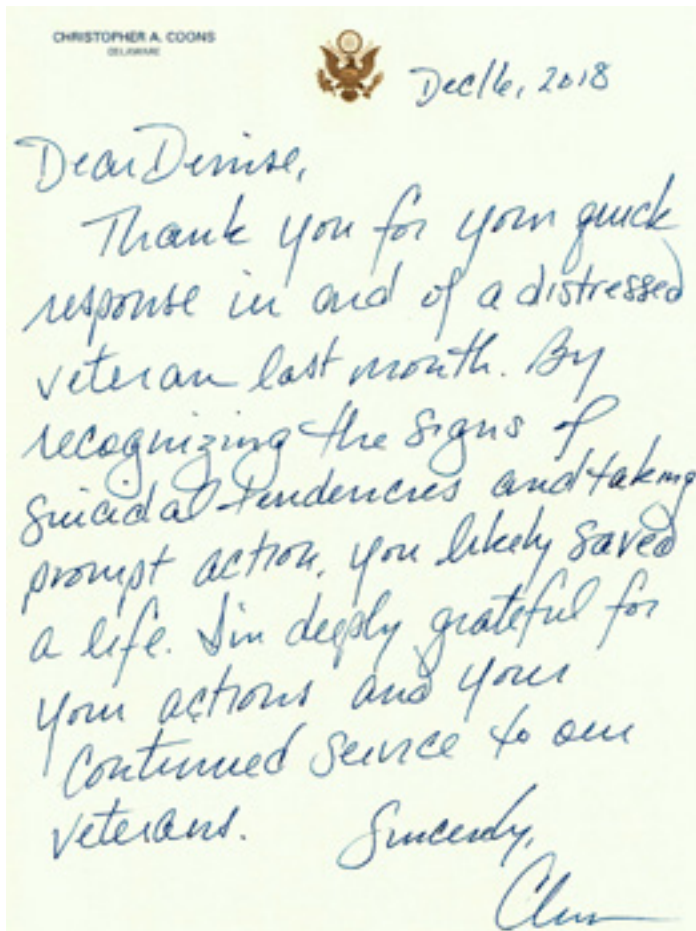 CHRISTOPHER A. COONS
DELAWARE
Dec 16, 2018
Dear Denise,
Thank you for your quick
response in aid of a distressed
veteran last month. By
recognizing the signs of
suicidal tendencies and taking
prompt action, you likely saved
a life. I'm deeply grateful for
your actions and your
continued service to our
veterans.
Sincerely,
Chris